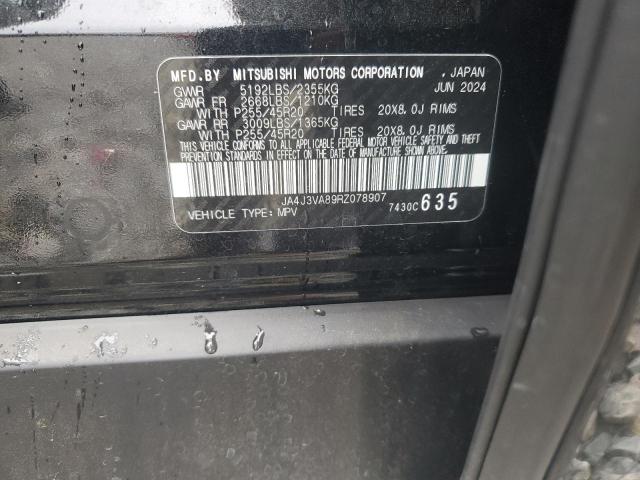 MFD.BY MITSUBISHI MOTORS CORPORATION , JAPAN
GVWR 5192LBS/2355KG JUN 2024
GAWR FR 2668LBS/1210KG
WITH P255/45R20 TIRES 20X8.0J RIMS
GAWR RR 3009LBS/1365KG
WITH P255/45R20 TIRES 20X8.0J RIMS
THIS VEHICLE CONFORMS TO ALL APPLICABLE FEDERAL MOTOR VEHICLE SAFETY AND THEFT
PREVENTION STANDARDS IN EFFECT ON THE DATE OF MANUFACTURE SHOWN ABOVE.
JA4J3VA89RZ078907
VEHICLE TYPE: MPV 7430C 635